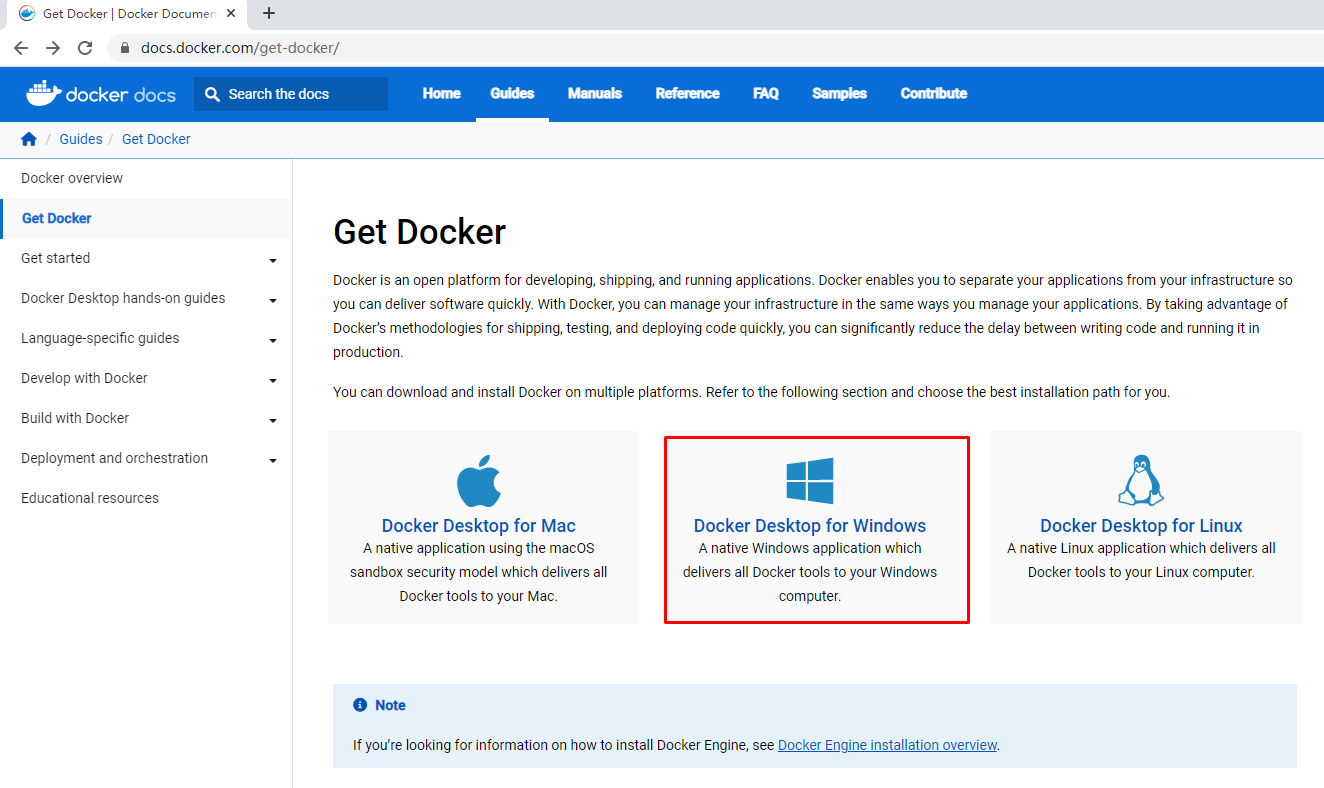 Get Docker | Docker Documen
docs.docker.com/get-docker/
docker docs
Search the docs
Home
Guides
Manuals
Reference
FAQ
Samples
Contribute
/ Guides / Get Docker
Docker overview
Get Docker
Get started
Docker Desktop hands-on guides
Language-specific guides
Develop with Docker
Build with Docker
Deployment and orchestration
Educational resources
Get Docker
Docker is an open platform for developing, shipping, and running applications. Docker enables you to separate your applications from your infrastructure so
you can deliver software quickly. With Docker, you can manage your infrastructure in the same ways you manage your applications. By taking advantage of
Docker’s methodologies for shipping, testing, and deploying code quickly, you can significantly reduce the delay between writing code and running it in
production.
You can download and install Docker on multiple platforms. Refer to the following section and choose the best installation path for you.
Docker Desktop for Mac
A native application using the macOS
sandbox security model which delivers all
Docker tools to your Mac.
Docker Desktop for Windows
A native Windows application which
delivers all Docker tools to your Windows
computer.
Docker Desktop for Linux
A native Linux application which delivers all
Docker tools to your Linux computer.
Note
If you’re looking for information on how to install Docker Engine, see Docker Engine installation overview.